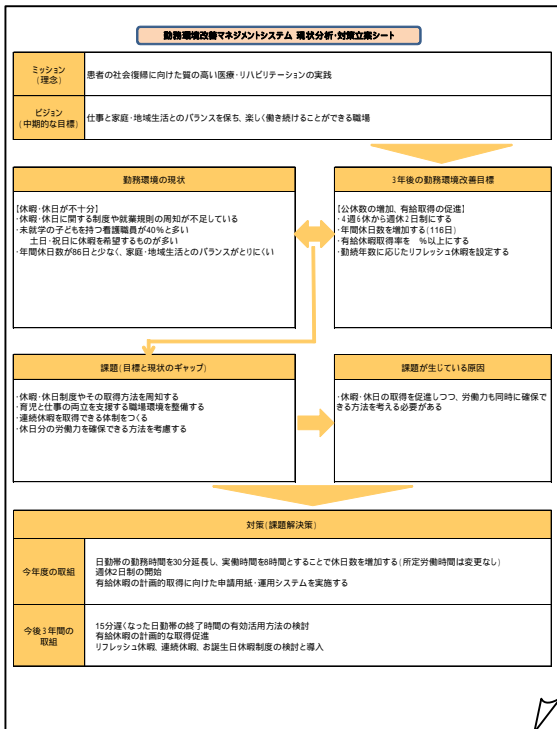 勤務環境改善マネジメントシステム 現状分析・対策立案シート
ミッション
(理念)
患者の社会復帰に向けた質の高い医療・リハビリテーションの実践
ビジョン
(中期的な目標)
仕事と家庭・地域生活とのバランスを保ち、楽しく働き続けることができる職場
勤務環境の現状
【休暇・休日が不十分】
・休暇・休日に関する制度や就業規則の周知が不足している
・未就学の子どもを持つ看護職員が40%と多い
土日・祝日に休暇を希望するものが多い
・年間休日数が86日と少なく、家庭・地域生活とのバランスがとりにくい
3年後の勤務環境改善目標
【公休数の増加、有給取得の促進】
・4週6休から週休2日制にする
・年間休日数を増加する(116日)
・有給休暇取得率を %以上にする
・勤続年数に応じたリフレッシュ休暇を設定する
課題(目標と現状のギャップ)
・休暇・休日制度やその取得方法を周知する
・育児と仕事の両立を支援する職場環境を整備する
・連続休暇を取得できる体制をつくる
・休日分の労働力を確保できる方法を考慮する
課題が生じている原因
・休暇・休日の取得を促進しつつ、労働力も同時に確保で
きる方法を考える必要がある
対策(課題解決策)
今年度の取組
日勤帯の勤務時間を30分延長し、実働時間を8時間とすることで休日数を増加する(所定労働時間は変更なし)
週休2日制の開始
有給休暇の計画的取得に向けた申請用紙・運用システムを実施する
今後3年間の
取組
15分遅くなった日勤帯の終了時間の有効活用方法の検討
有給休暇の計画的な取得促進
リフレッシュ休暇、連続休暇、お誕生日休暇制度の検討と導入